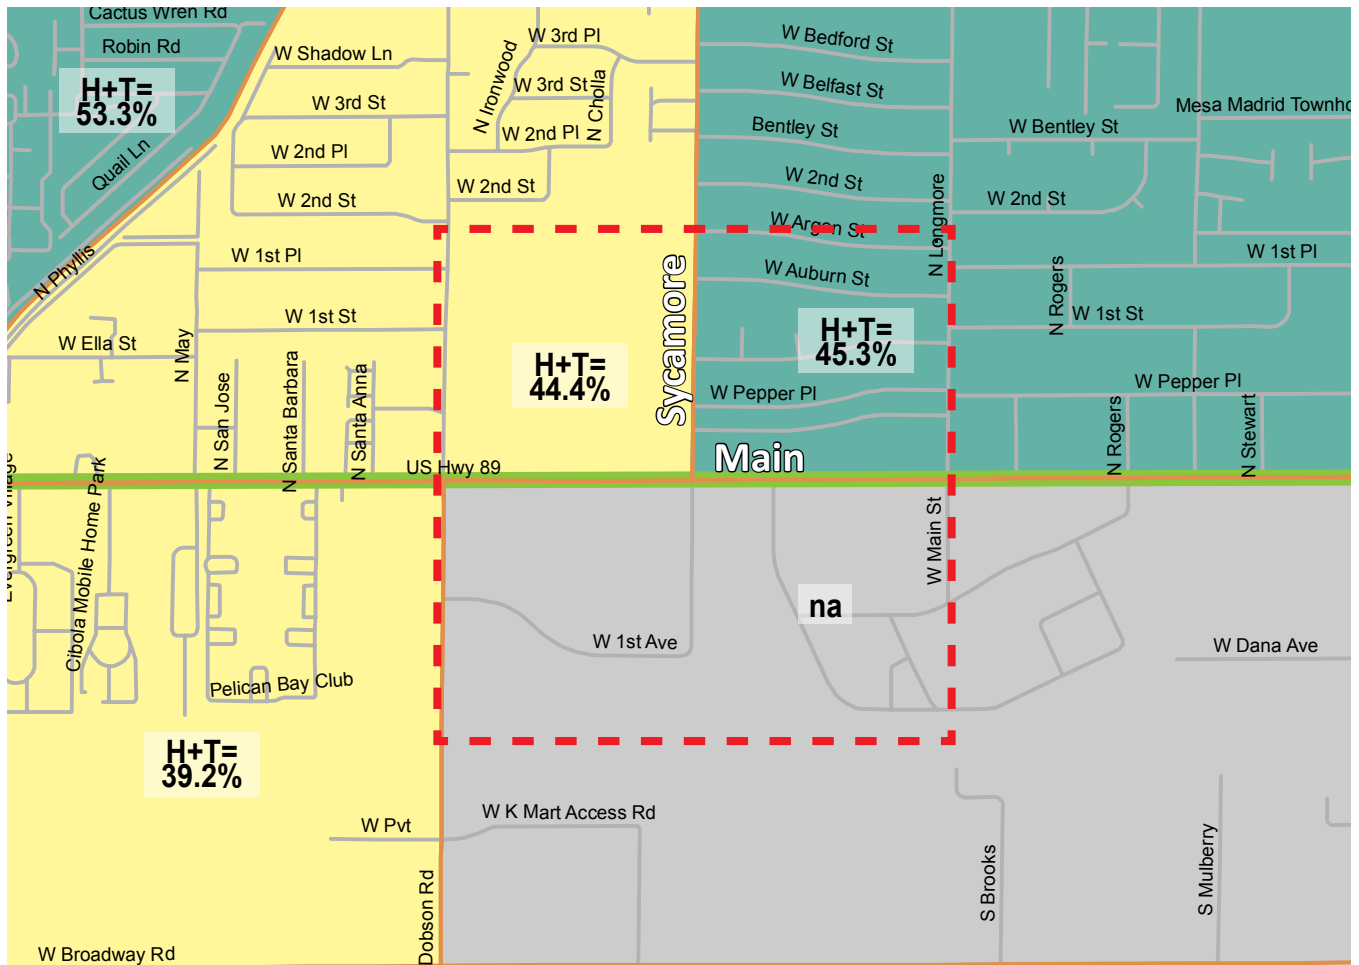 Cactus Wren Rd
Robin Rd
H+T=
53.3%
Quail Ln
N Phyllis
W Shadow Ln
W 3rd St
W 2nd Pl
W 2nd St
W 1st Pl
W 1st St
W Ella St
N May
N San Jose
N Santa Barbara
N Santa Anna
N Ironwood
W 3rd Pl
W 3rd St
N Cholla
W 2nd Pl
W 2nd St
H+T=
44.4%
Sycamore
W Bedford St
W Belfast St
Bentley St
W 2nd St
W Argon St
W Auburn St
N Longmore
H+T=
45.3%
W Pepper Pl
Main
US Hwy 89
Mesa Madrid Townho
W Bentley St
W 2nd St
W 1st Pl
N Rogers
W 1st St
W Pepper Pl
N Rogers
N Stewart
Evergreen Village
Cibola Mobile Home Park
Pelican Bay Club
H+T=
39.2%
W Main St
na
W 1st Ave
W Dana Ave
W K Mart Access Rd
W Pvt
Dobson Rd
S Brooks
S Mulberry
W Broadway Rd